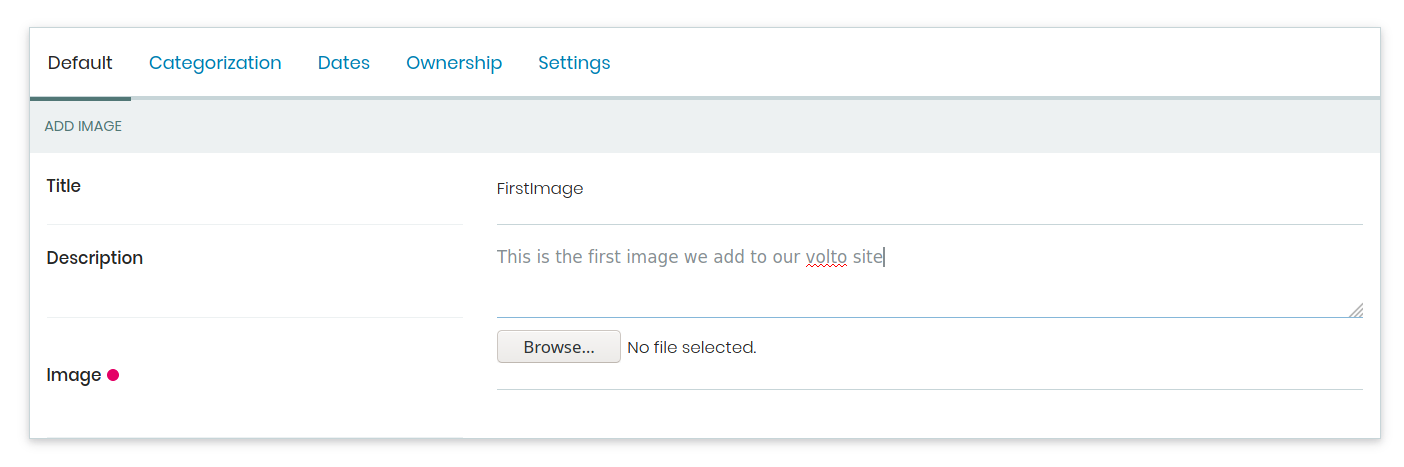 Default Categorization Dates Ownership Settings
ADD IMAGE
Title FirstImage
Description This is the first image we add to our volto site
Browse... No file selected.
Image